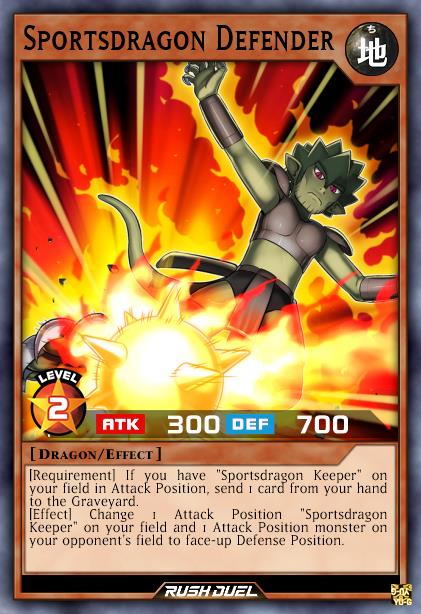 SPORTSDRAGON DEFENDER
ち
地
LEVEL
2
ATK 300 DEF 700
[DRAGON/EFFECT]
[Requirement] If you have "Sportsdragon Keeper" on
your field in Attack Position, send 1 card from your hand
to the Graveyard.
[Effect] Change 1 Attack Position "Sportsdragon
Keeper" on your field and 1 Attack Position monster on
your opponent's field to face-up Defense Position.
RUSH DUEL